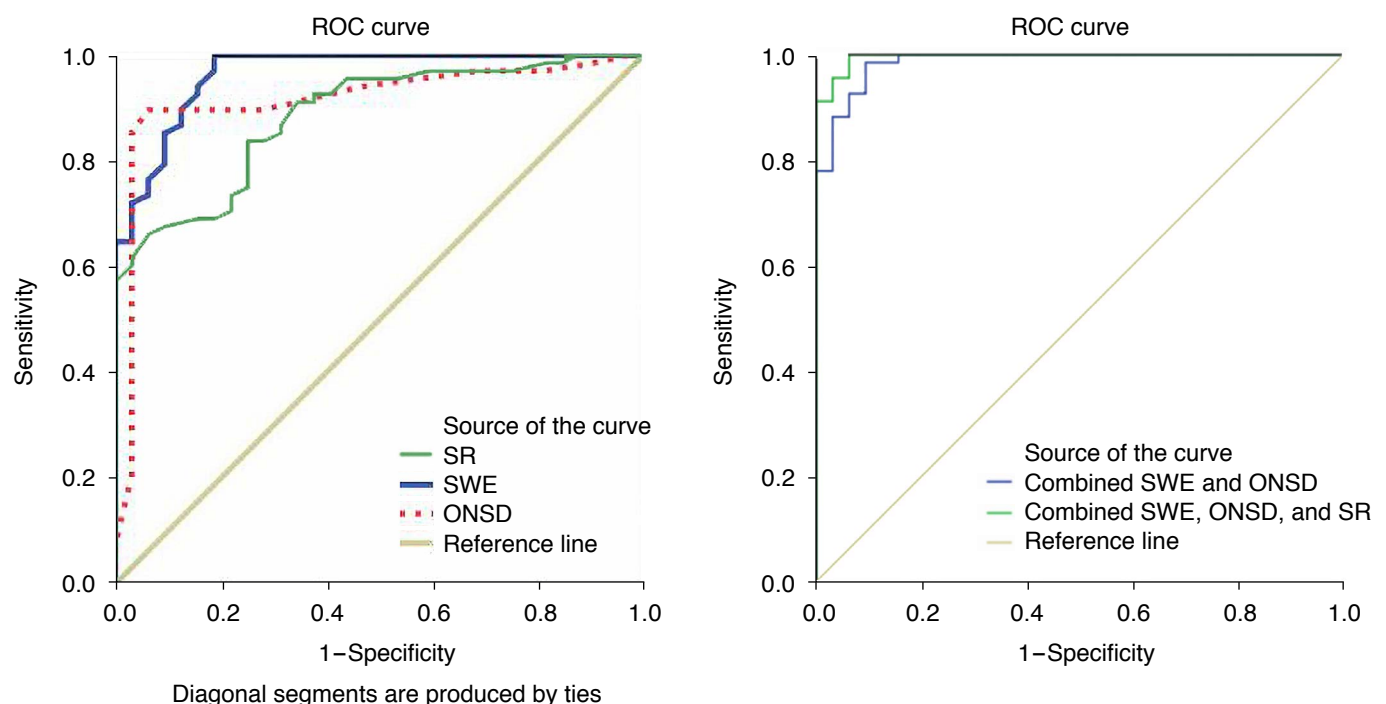 ROC curve
1.0
0.8
0.6
0.4
0.2
0.0
Sensitivity
Source of the curve
SR
SWE
ONSD
Reference line
0.0 0.2 0.4 0.6 0.8 1.0
1−Specificity
Diagonal segments are produced by ties
ROC curve
1.0
0.8
0.6
0.4
0.2
0.0
Sensitivity
Source of the curve
Combined SWE and ONSD
Combined SWE, ONSD, and SR
Reference line
0.0 0.2 0.4 0.6 0.8 1.0
1−Specificity